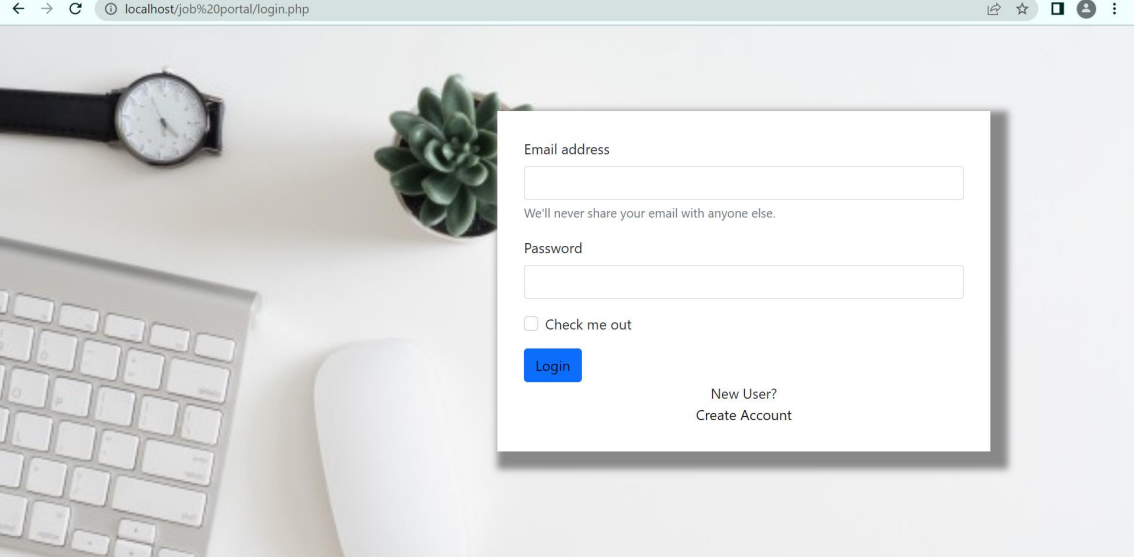 localhost/job%20portal/login.php
Email address
We'll never share your email with anyone else.
Password
Check me out
Login
New User?
Create Account